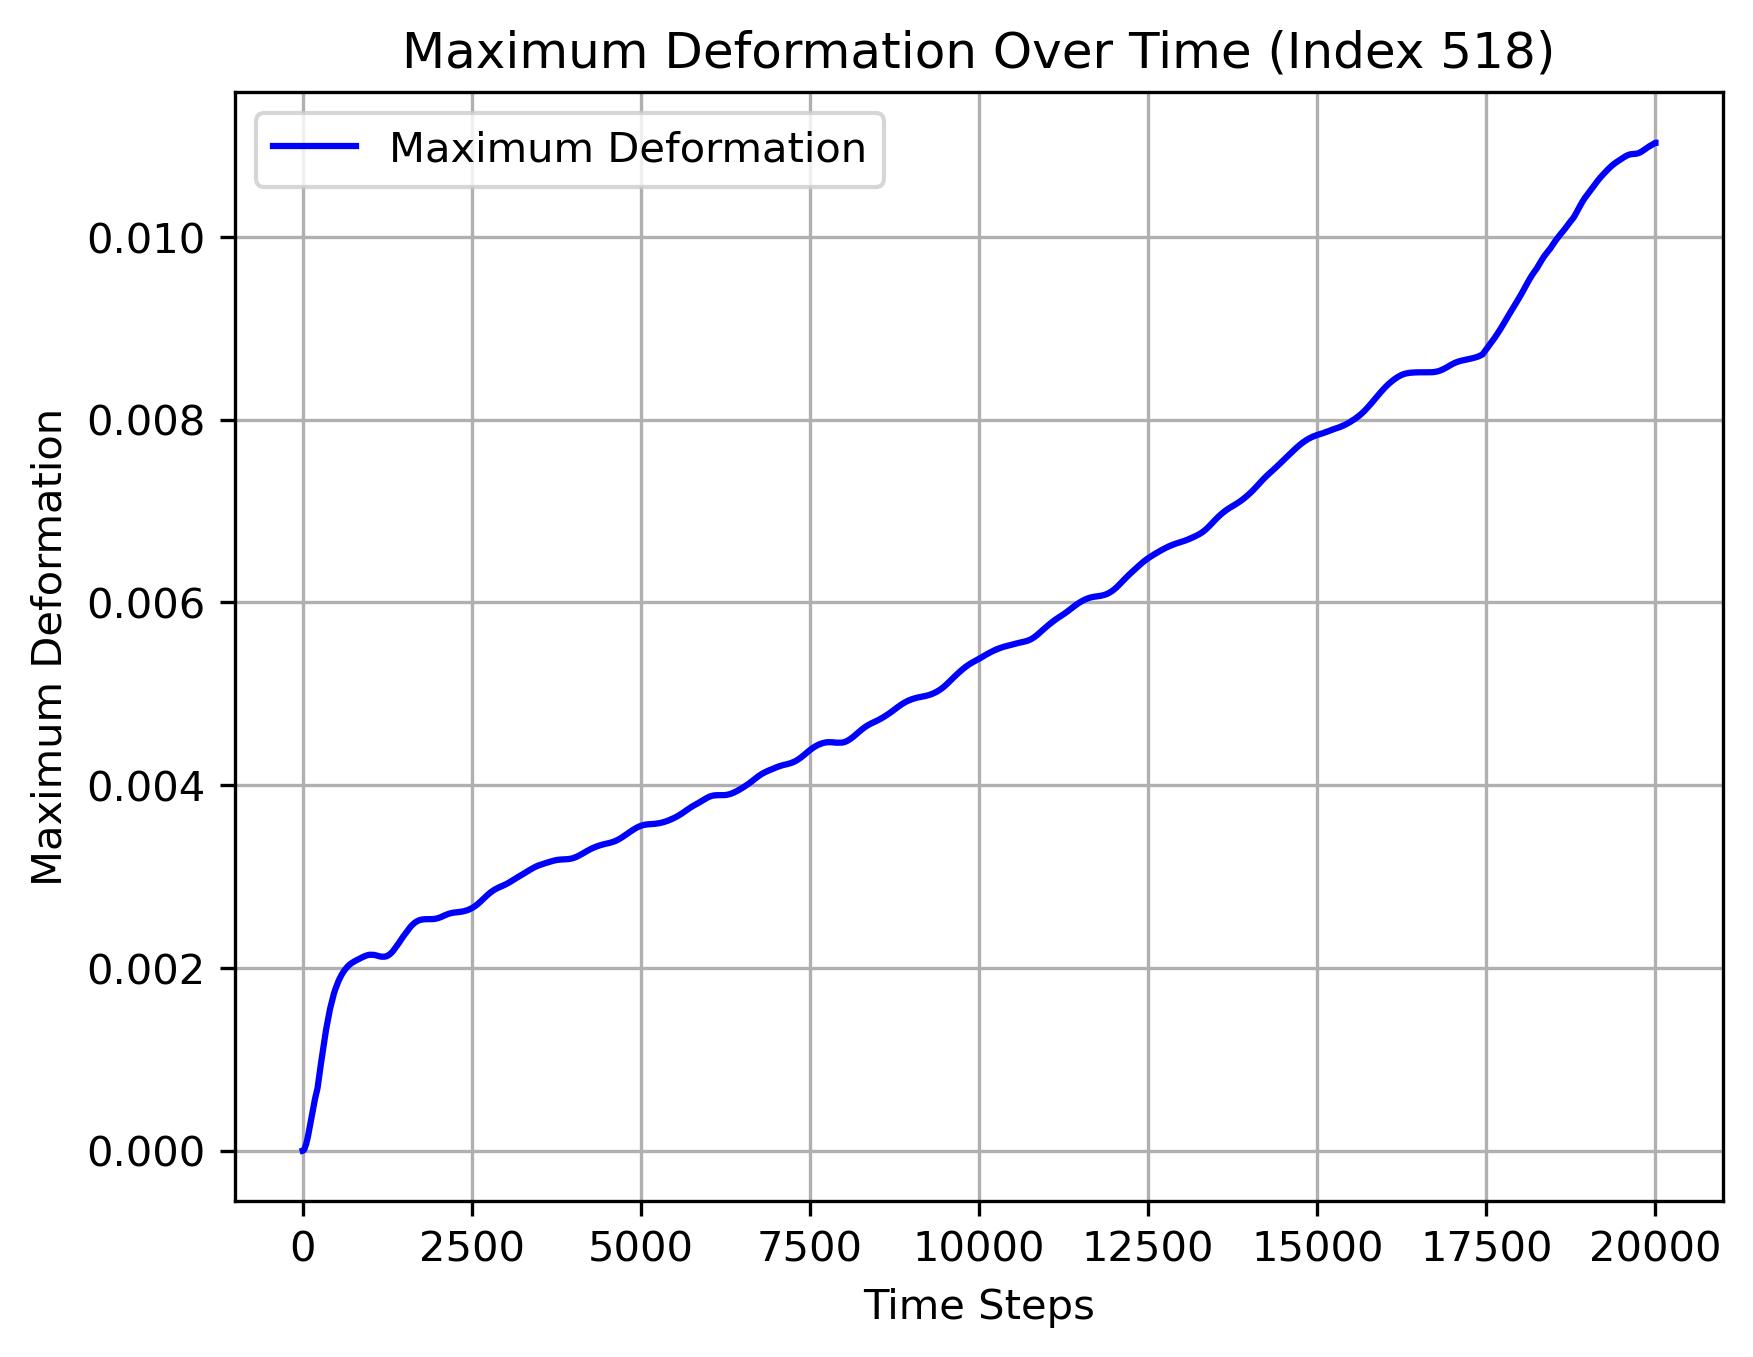 Maximum Deformation Over Time (Index 518)
Maximum Deformation
Maximum Deformation
0.010
0.008
0.006
0.004
0.002
0.000
0 2500 5000 7500 10000 12500 15000 17500 20000
Time Steps